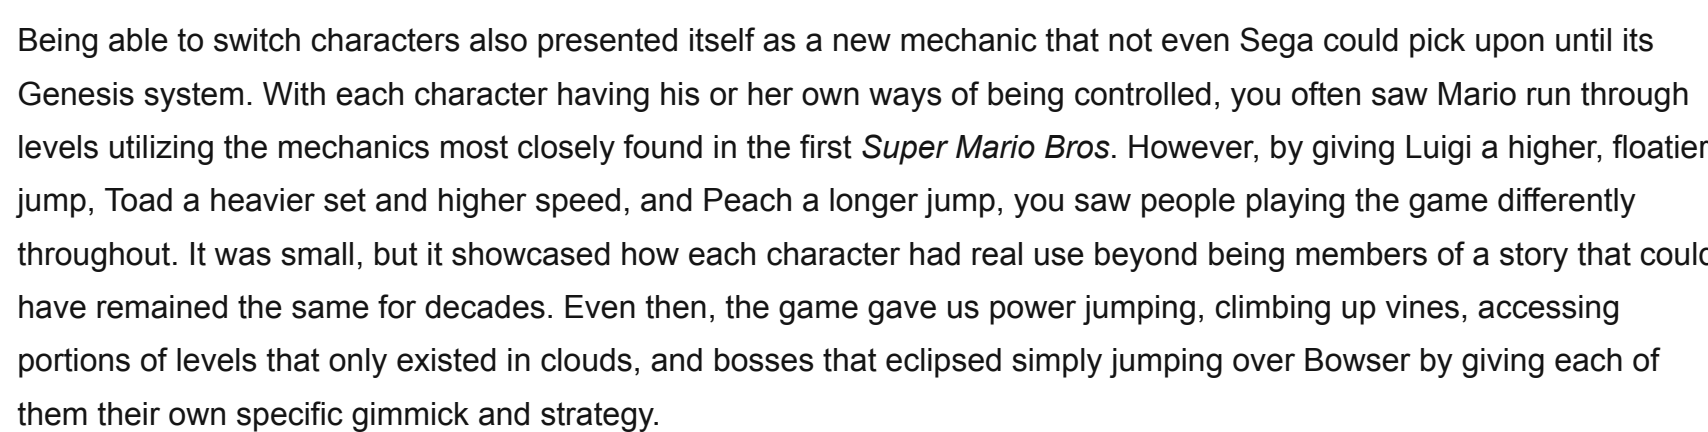 Being able to switch characters also presented itself as a new mechanic that not even Sega could pick upon until its
Genesis system. With each character having his or her own ways of being controlled, you often saw Mario run through
levels utilizing the mechanics most closely found in the first Super Mario Bros. However, by giving Luigi a higher, floatier
jump, Toad a heavier set and higher speed, and Peach a longer jump, you saw people playing the game differently
throughout. It was small, but it showcased how each character had real use beyond being members of a story that could
have remained the same for decades. Even then, the game gave us power jumping, climbing up vines, accessing
portions of levels that only existed in clouds, and bosses that eclipsed simply jumping over Bowser by giving each of
them their own specific gimmick and strategy.